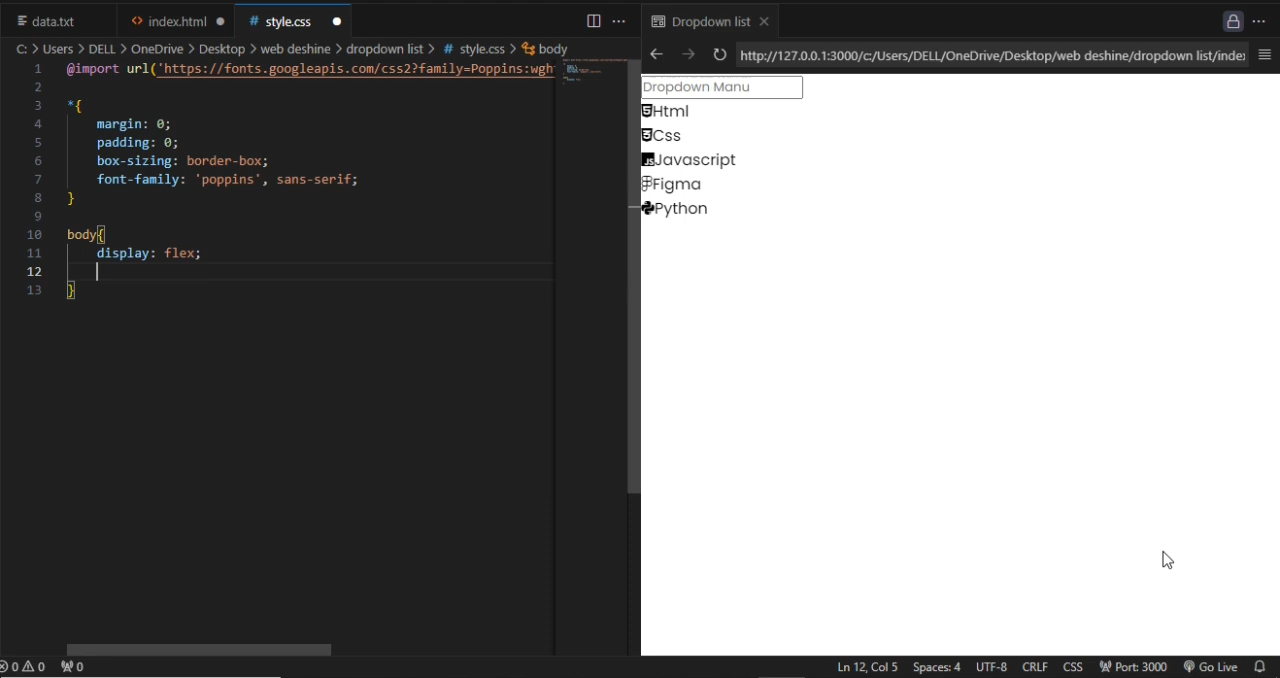 data.txt
index.html
# style.css
Dropdown list
C: > Users > DELL > OneDrive > Desktop > web deshine > dropdown list > # style.css > body
http://127.0.0.1:3000/c:/Users/DELL/OneDrive/Desktop/web deshine/dropdown list/index
1 @import url('https://fonts.googleapis.com/css2?family=Poppins:wgh
2
3 *{
4 margin: 0;
5 padding: 0;
6 box-sizing: border-box;
7 font-family: 'poppins', sans-serif;
8 }
9
10 body{
11 display: flex;
12
13 }
Dropdown Manu
Html
Css
Javascript
Figma
Python
0 0 0
Ln 12, Col 5 Spaces: 4 UTF-8 CRLF CSS Port: 3000 Go Live